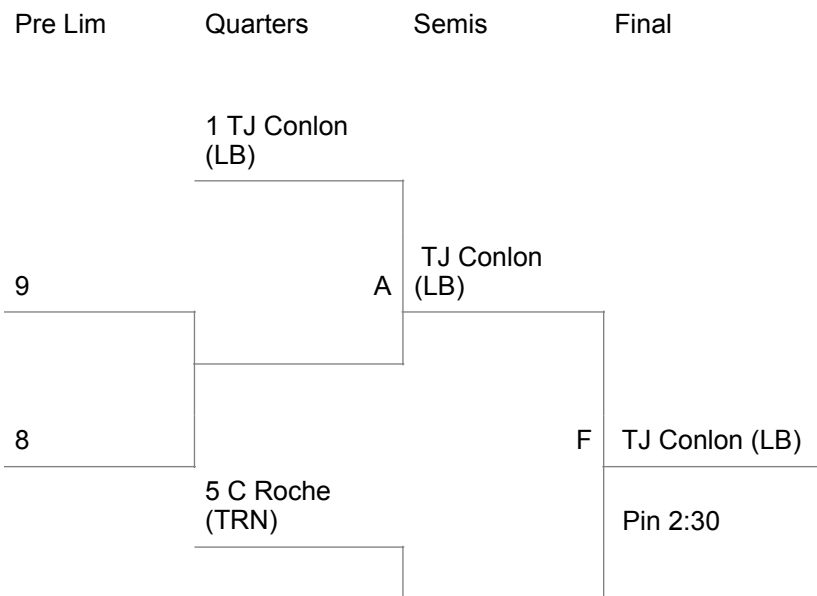 Pre Lim Quarters Semis Final
1 TJ Conlon
(LB)
TJ Conlon
9 A (LB)
8 F TJ Conlon (LB)
5 C Roche
(TRN) Pin 2:30